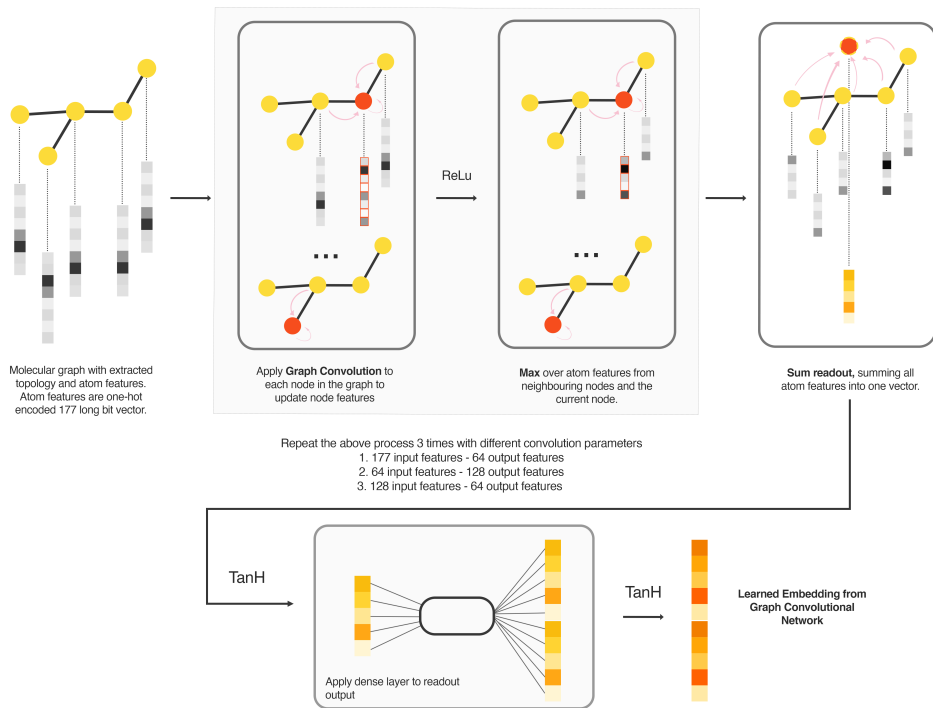 ReLu
Molecular graph with extracted
topology and atom features.
Atom features are one-hot
encoded 177 long bit vector.
Apply Graph Convolution to
each node in the graph to
update node features
Max over atom features from
neighbouring nodes and the
current node.
Sum readout, summing all
atom features into one vector.
Repeat the above process 3 times with different convolution parameters
1. 177 input features - 64 output features
2. 64 input features - 128 output features
3. 128 input features - 64 output features
TanH
Apply dense layer to readout
output
TanH
Learned Embedding from
Graph Convolutional
Network